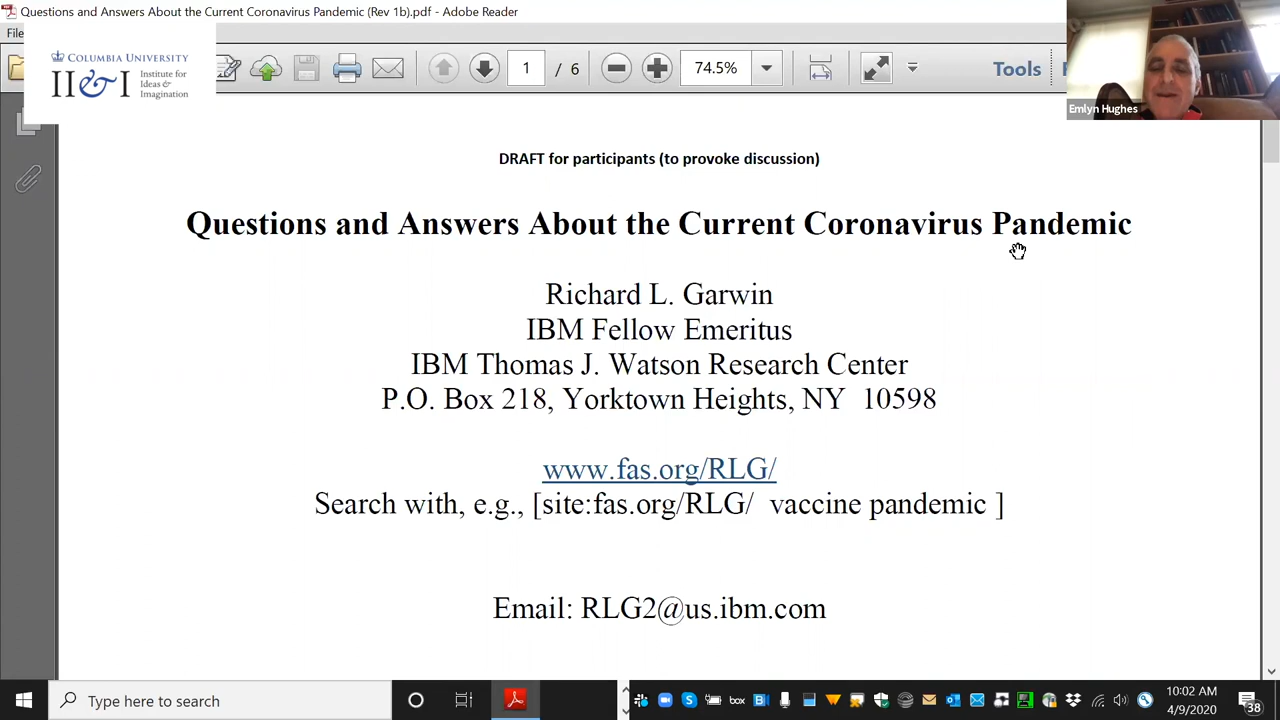 Questions and Answers About the Current Coronavirus Pandemic (Rev 1b).pdf - Adobe Reader
File
COLUMBIA UNIVERSITY
II&I
Institute for
Ideas &
Imagination
1 / 6
74.5%
Tools
Emlyn Hughes
DRAFT for participants (to provoke discussion)
Questions and Answers About the Current Coronavirus Pandemic
Richard L. Garwin
IBM Fellow Emeritus
IBM Thomas J. Watson Research Center
P.O. Box 218, Yorktown Heights, NY 10598
www.fas.org/RLG/
Search with, e.g., [site:fas.org/RLG/ vaccine pandemic ]
Email: RLG2@us.ibm.com
Type here to search
box
10:02 AM
4/9/2020
38